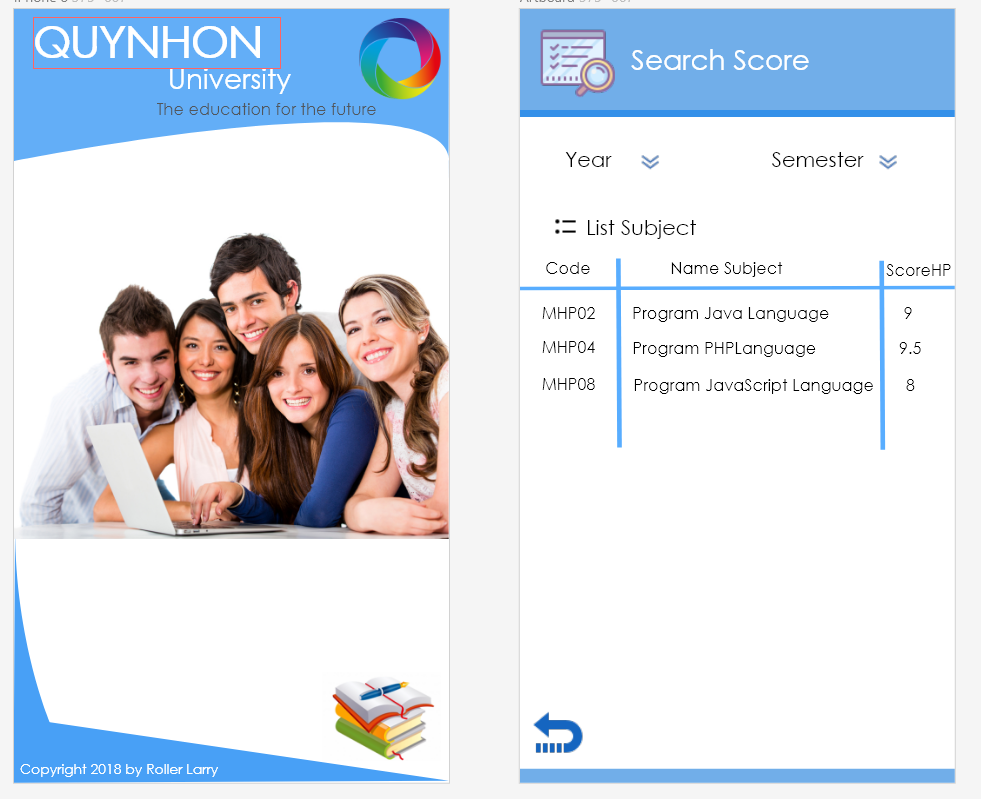 QUYNHON
University
The education for the future
Copyright 2018 by Roller Larry
Search Score
Year Semester
List Subject
Code Name Subject ScoreHP
MHP02 Program Java Language 9
MHP04 Program PHPLanguage 9.5
MHP08 Program JavaScript Language 8